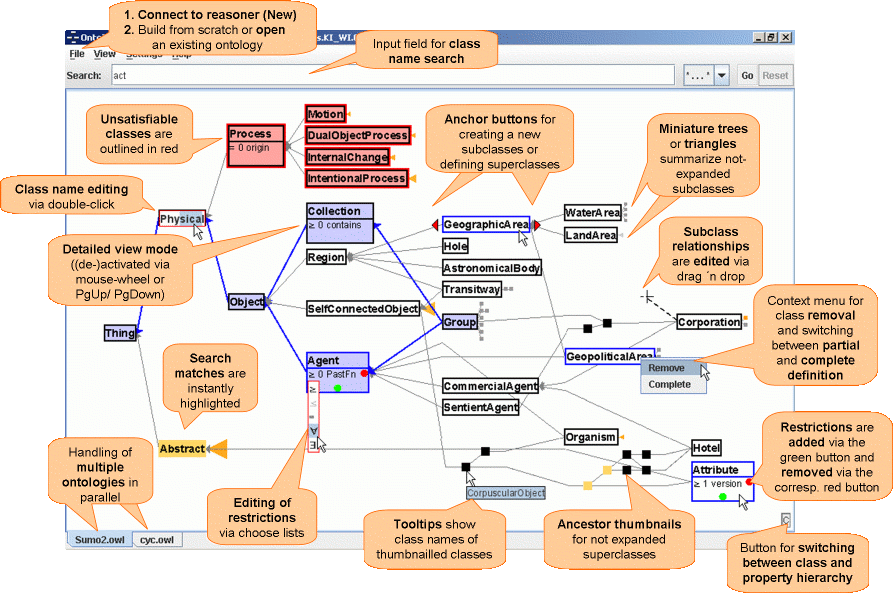 1. Connect to reasoner (New)
2. Build from scratch or open
an existing ontology
s.KI_WI.
File View Settings Help
Input field for class
name search
Search:
act
"..."
Go
Reset
Unsatisfiable
classes are
outlined in red
Process
= 0 origin
Motion
DualObjectProcess
InternalChange
IntentionalProcess
Anchor buttons for
creating a new
subclasses or
defining superclasses
Miniature trees
or triangles
summarize not-
expanded
subclasses
Class name editing
via double-click
Physical
Collection
≥ 0 contains
GeographicArea
WaterArea
LandArea
Detailed view mode
((de-)activated via
mouse-wheel or
PgUp/ PgDown)
Region
Hole
AstronomicalBody
Transitway
Subclass
relationships
are edited via
drag ´n drop
Object
SelfConnectedObject
Group
Corporation
Thing
Context menu for
class removal
and switching
between partial
and complete
definition
Agent
≥ 0 PastFn
GeopoliticalArea
Remove
Complete
CommercialAgent
SentientAgent
≥
≤
=
∀
∃
Search
matches are
instantly
highlighted
Abstract
Organism
Hotel
Attribute
≥ 1 version
Restrictions are
added via the
green button and
removed via the
corresp. red button
Handling of
multiple
ontologies in
parallel
Editing of
restrictions
via choose lists
CorpuscularObject
Tooltips show
class names of
thumbnailled classes
Ancestor thumbnails
for not expanded
superclasses
C
Sumo2.owl
cyc.owl
Button for switching
between class and
property hierarchy